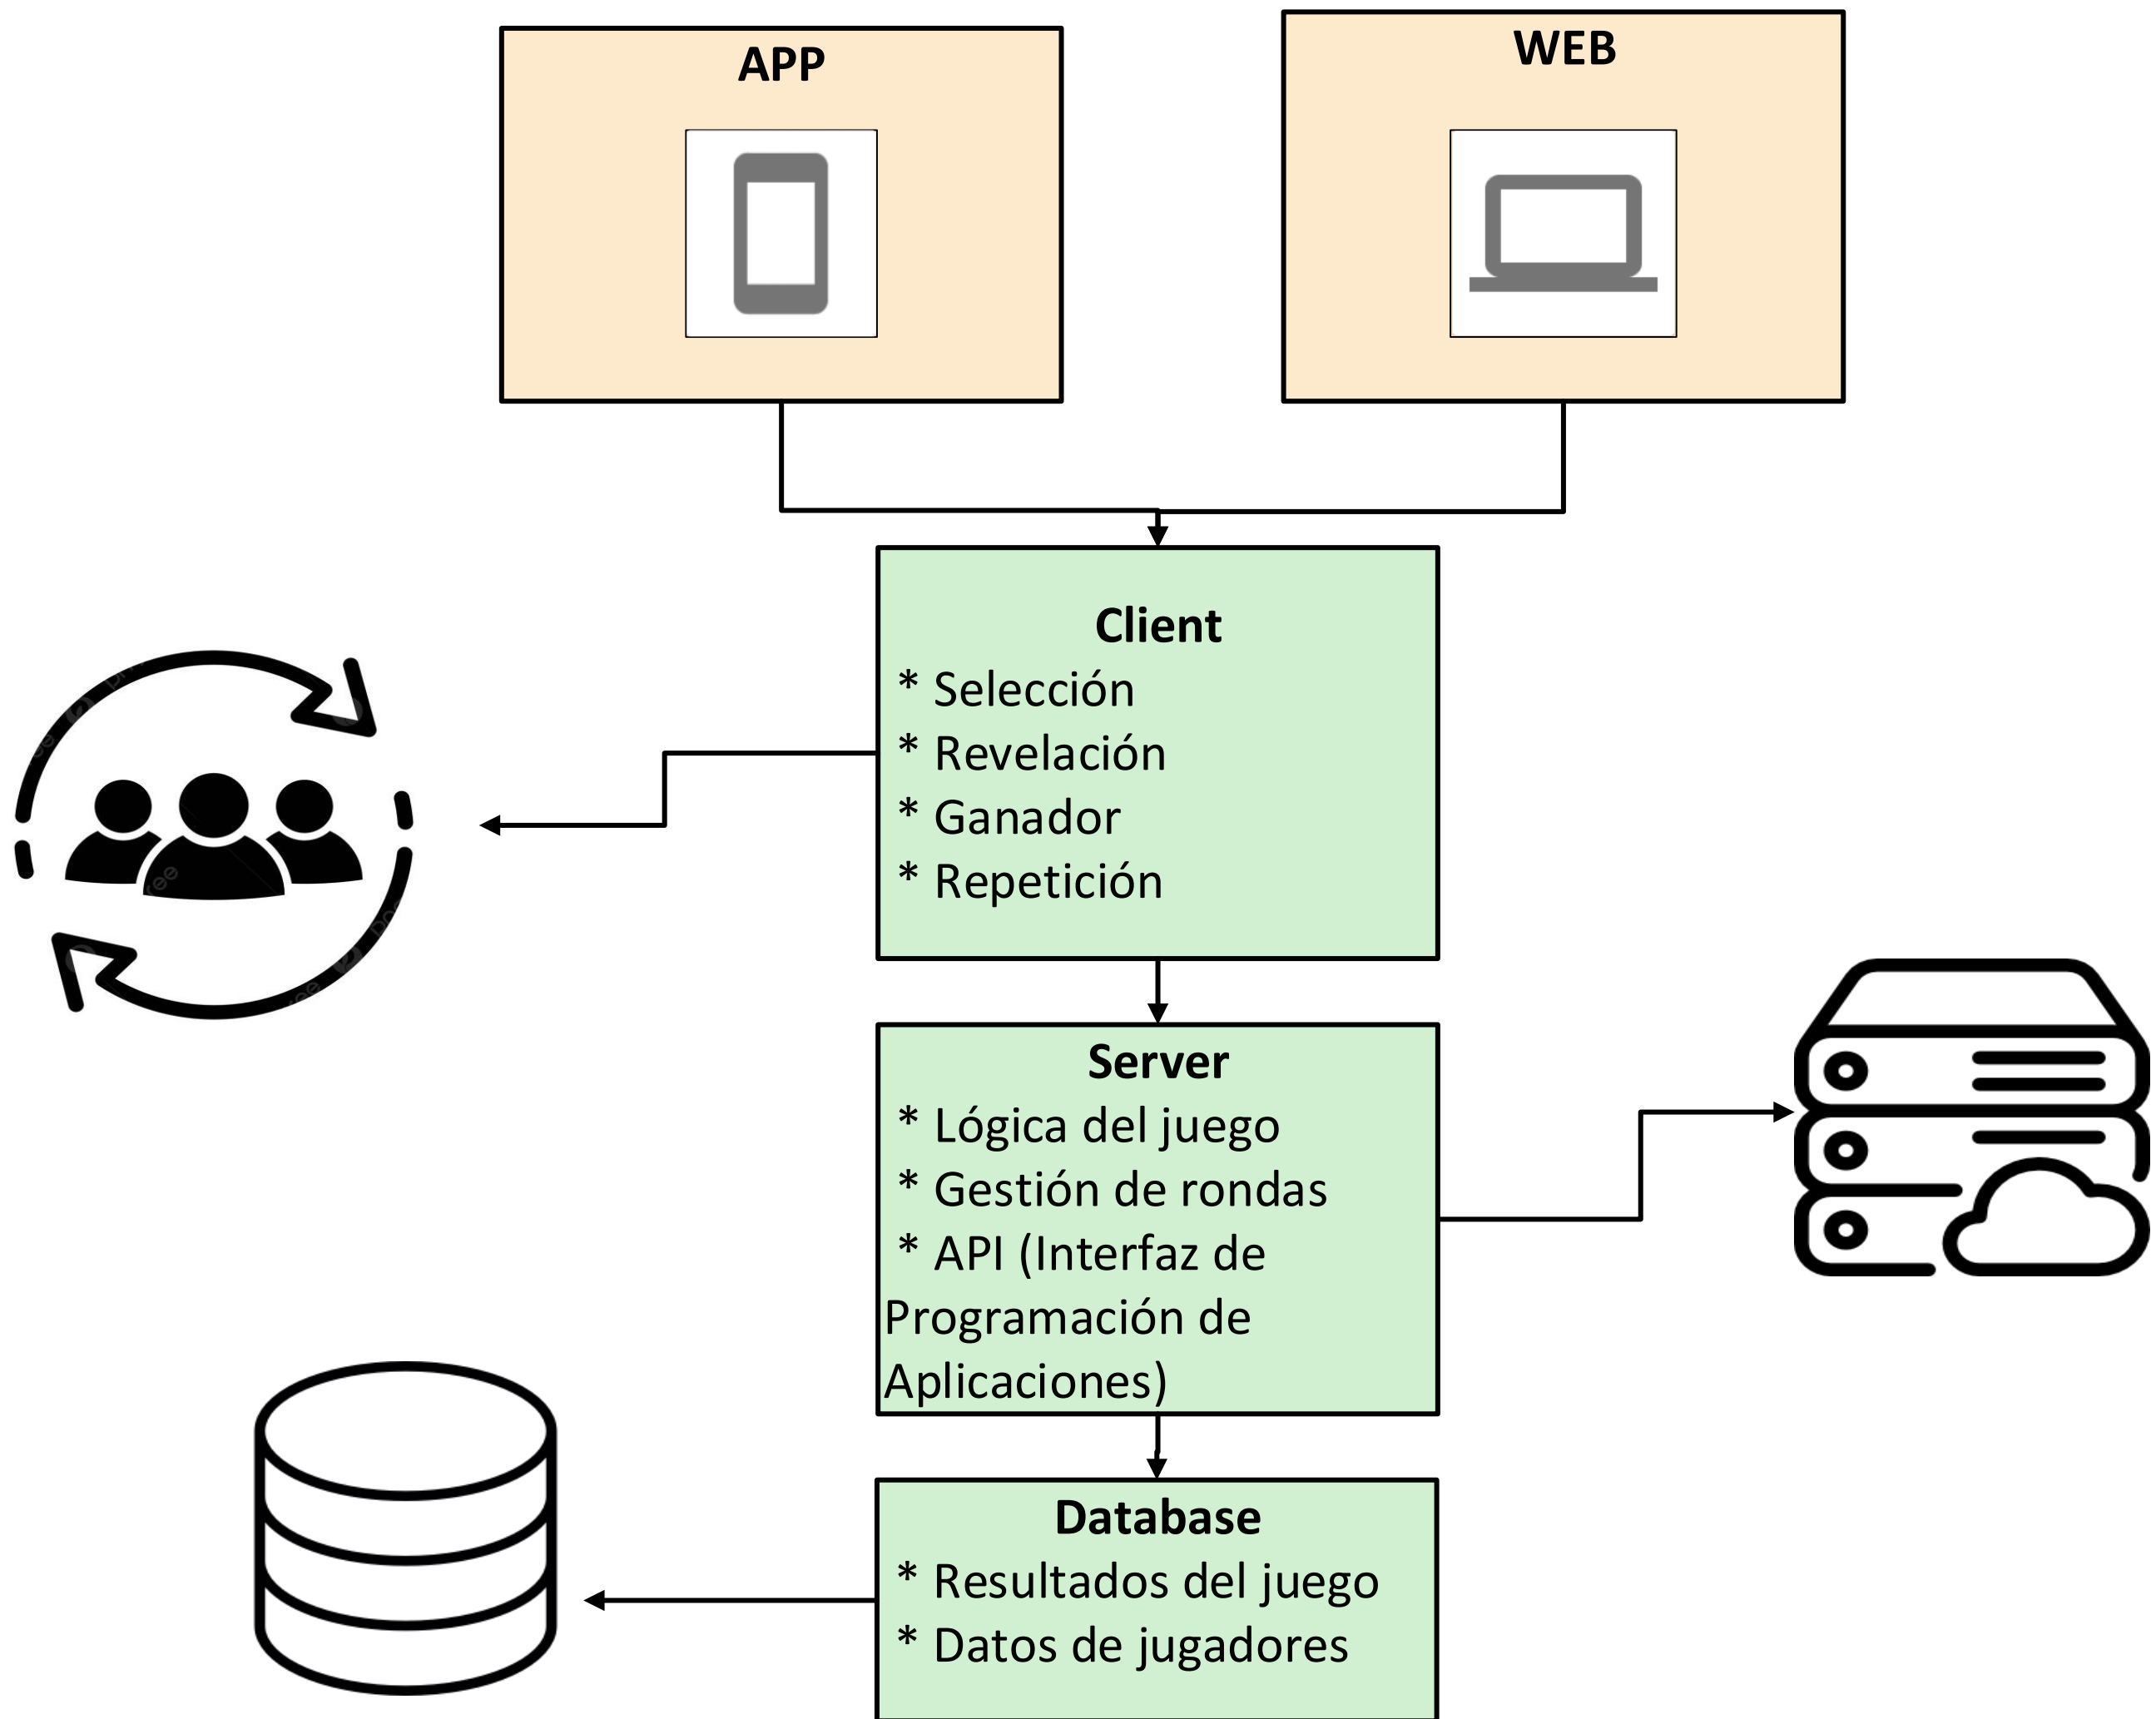 APP
WEB
Client
* Selección
* Revelación
* Ganador
* Repetición
Server
* Lógica del juego
* Gestión de rondas
* API (Interfaz de
Programación de
Aplicaciones)
Database
* Resultados del juego
* Datos de jugadores